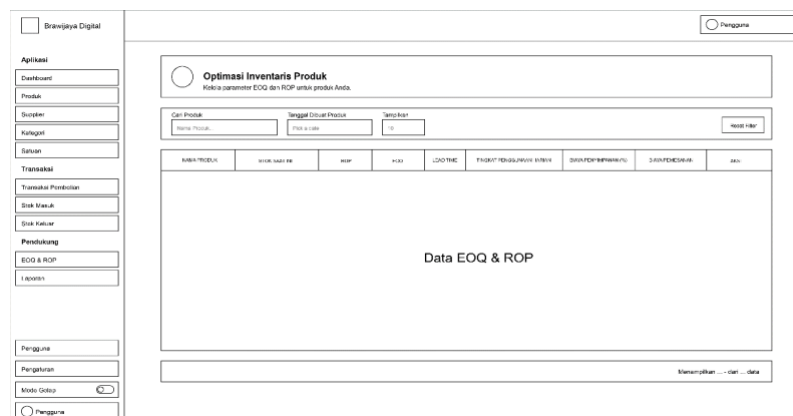 Brawijaya Digital
Pengguna
Aplikasi
Dashboard
Produk
Supplier
Kategori
Satuan
Transaksi
Transaksi Pembelian
Stok Masuk
Stok Keluar
Pendukung
EOQ & ROP
Laporan
Pengguna
Pengaturan
Mode Gelap
Pengguna
Optimasi Inventaris Produk
Kelola parameter EOQ dan ROP untuk produk Anda.
Cari Produk
Tanggal Dibuat Produk
Tampilkan
Nama Produk...
Pick a date
10
Reset Filter
NAMA PRODUK
STOK SAAT INI
ROP
EOQ
LEAD TIME
TINGKAT PENGGUNAAN HARIAN
BIAYA PENYIMPANAN
BIAYA PEMESANAN
AKSI
Data EOQ & ROP
Menampilkan ... - dari ... data